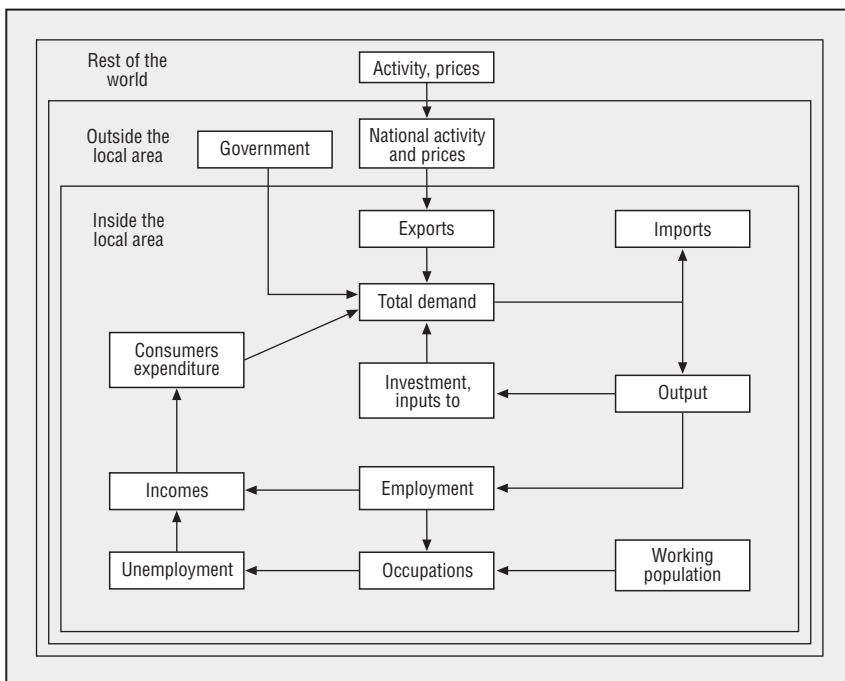 Rest of the
world
Activity, prices
Outside the
local area
Government
National activity
and prices
Inside the
local area
Exports
Imports
Total demand
Consumers
expenditure
Investment,
inputs to
Output
Incomes
Employment
Unemployment
Occupations
Working
population